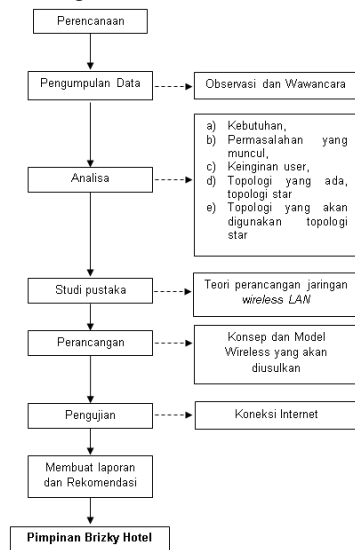 Perencanaan
Pengumpulan Data
Observasi dan Wawancara
Analisa
a) Kebutuhan,
b) Permasalahan yang
muncul,
c) Keinginan user,
d) Topologi yang ada,
topologi star
e) Topologi yang akan
digunakan topologi
star
Studi pustaka
Teori perancangan jaringan
wireless LAN
Perancangan
Konsep dan Model
Wireless yang akan
diusulkan
Pengujian
Koneksi Internet
Membuat laporan
dan Rekomendasi
Pimpinan Brizky Hotel